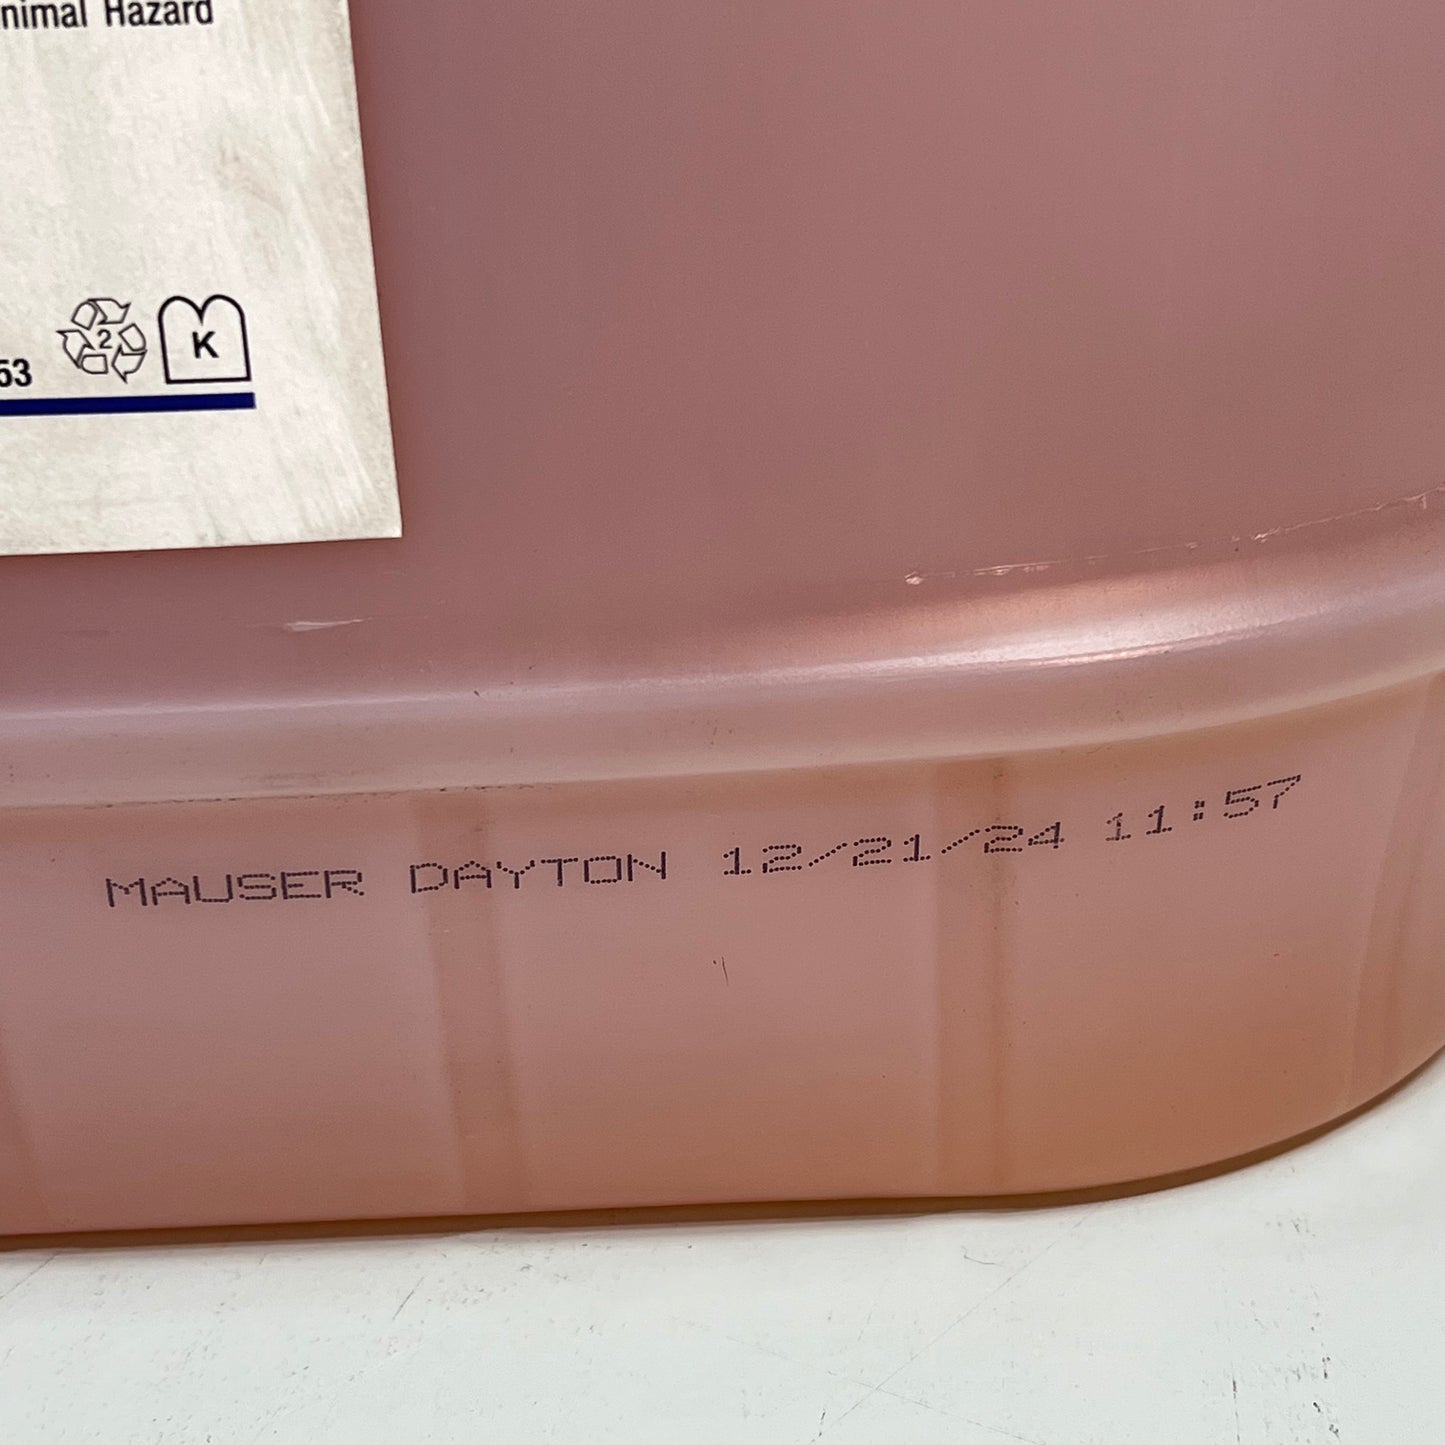 nimal Hazard
2
K
53
MAUSER DAYTON 12/21/24 11:57